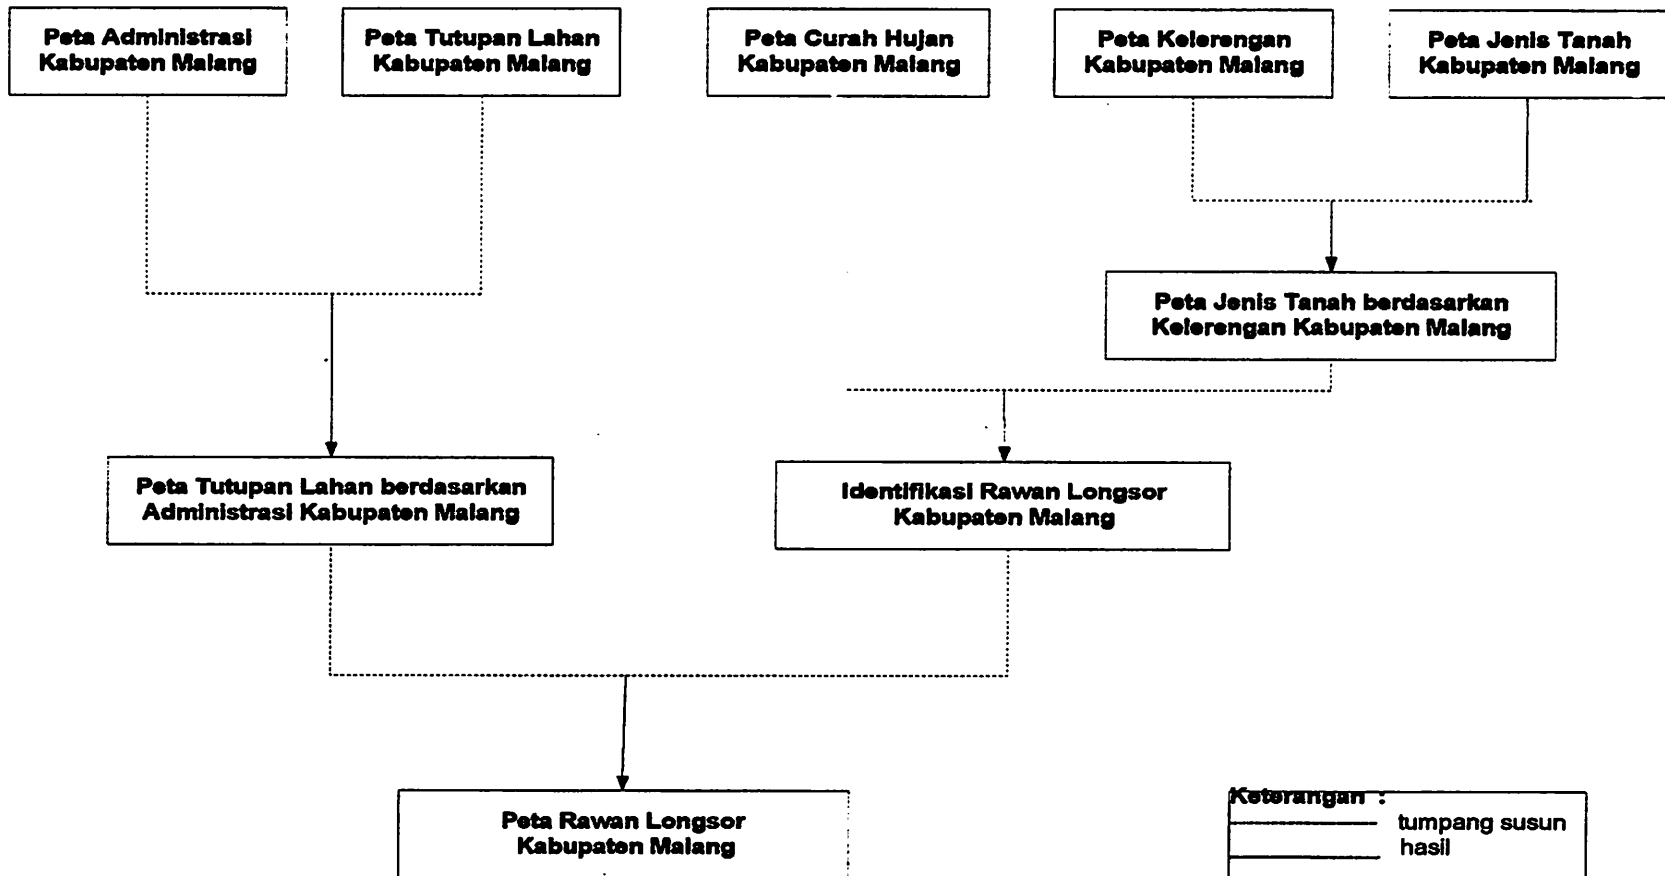 Peta Administrasi
Kabupaten Malang
Peta Tutupan Lahan
Kabupaten Malang
Peta Curah Hujan
Kabupaten Malang
Peta Kelerengan
Kabupaten Malang
Peta Jenis Tanah
Kabupaten Malang
Peta Jenis Tanah berdasarkan
Kelerengan Kabupaten Malang
Peta Tutupan Lahan berdasarkan
Administrasi Kabupaten Malang
Identifikasi Rawan Longsor
Kabupaten Malang
Peta Rawan Longsor
Kabupaten Malang
Keterangan :
tumpang susun
hasil